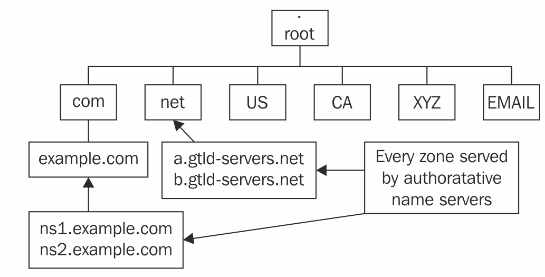 .
root
com
net
US
CA
XYZ
EMAIL
example.com
a.gtld-servers.net
b.gtld-servers.net
Every zone served
by authoratative
name servers
ns1.example.com
ns2.example.com